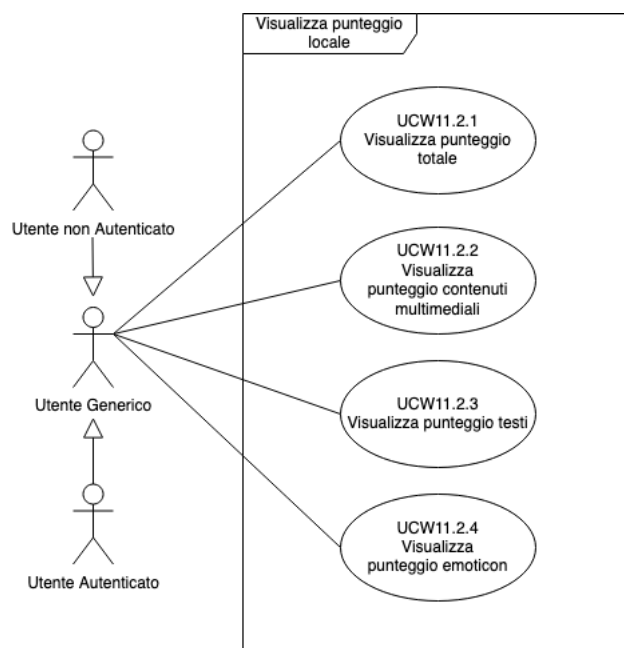 Visualizza punteggio
locale
UCW11.2.1
Visualizza punteggio
totale
Utente non Autenticato
UCW11.2.2
Visualizza
punteggio contenuti
multimediali
Utente Generico
UCW11.2.3
Visualizza punteggio testi
UCW11.2.4
Visualizza
punteggio emoticon
Utente Autenticato